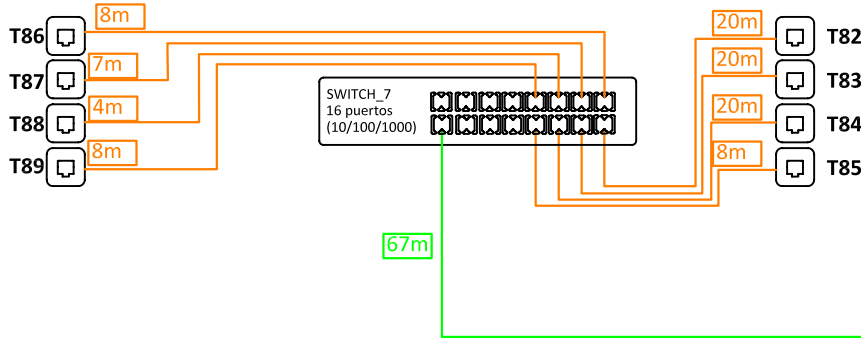 8m
T86
7m
T87
4m
T88
8m
T89
SWITCH_7
16 puertos
(10/100/1000)
20m
T82
20m
T83
20m
T84
8m
T85
67m